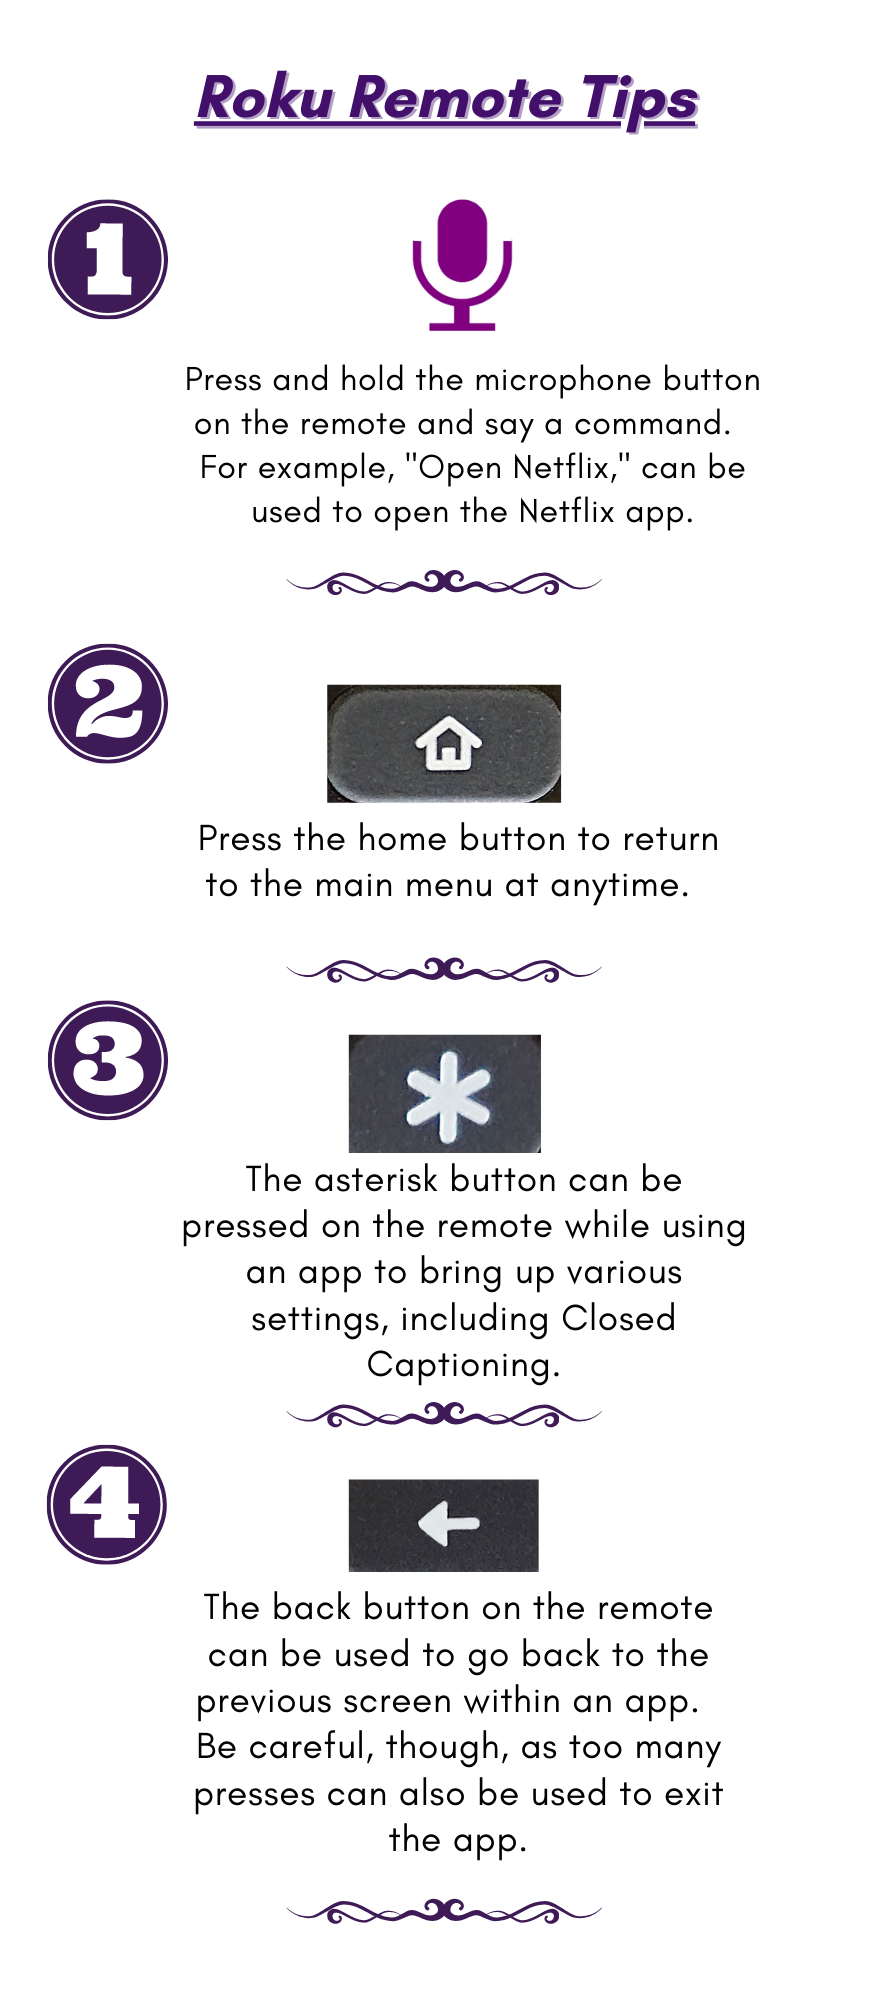 Roku Remote Tips
1
Press and hold the microphone button
on the remote and say a command.
For example, "Open Netflix," can be
used to open the Netflix app.
2
Press the home button to return
to the main menu at anytime.
3
The asterisk button can be
pressed on the remote while using
an app to bring up various
settings, including Closed
Captioning.
4
The back button on the remote
can be used to go back to the
previous screen within an app.
Be careful, though, as too many
presses can also be used to exit
the app.